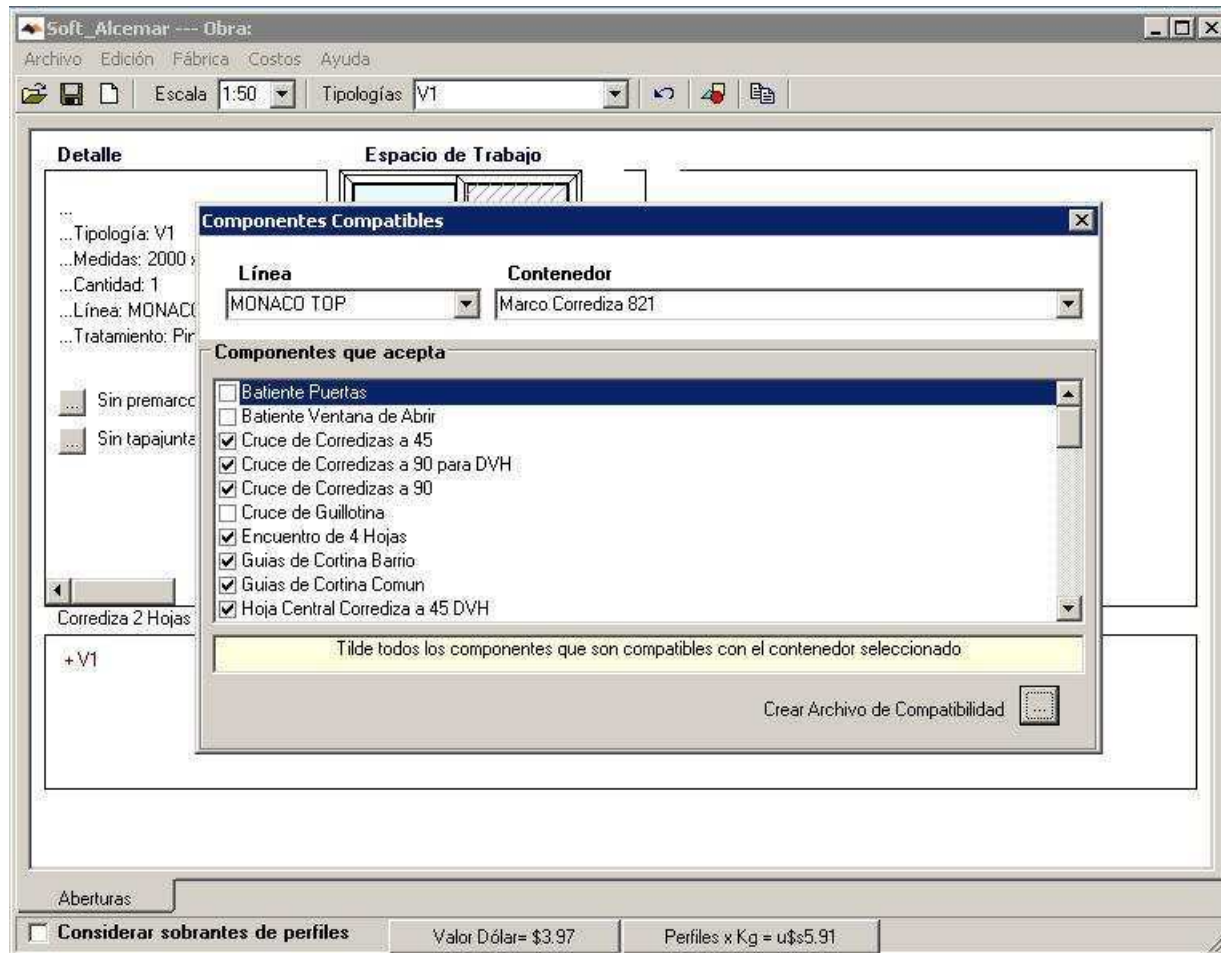 Soft_Alcemar --- Obra:
Archivo Edición Fábrica Costos Ayuda
Escala 1:50 Tipologías V1
Detalle
Espacio de Trabajo
...
...Tipología: V1
...Medidas: 2000
...Cantidad: 1
...Línea:
...Tratamiento:
... Sin premarco
... Sin tapajunta
Corrediza 2 Hojas
+V1
Componentes Compatibles
Línea Contenedor
MONACO TOP Marco Corrediza 821
Componentes que acepta
Batiente Puertas
Batiente Ventana de Abrir
Cruce de Corredizas a 45
Cruce de Corredizas a 90 para DVH
Cruce de Corredizas a 90
Cruce de Guillotina
Encuentro de 4 Hojas
Guias de Cortina Barrio
Guias de Cortina Comun
Hoja Central Corrediza a 45 DVH
Tilde todos los componentes que son compatibles con el contenedor seleccionado
Crear Archivo de Compatibilidad ...
Aberturas
Considerar sobrantes de perfiles Valor Dólar= $3.97 Perfiles x Kg = u$s5.91